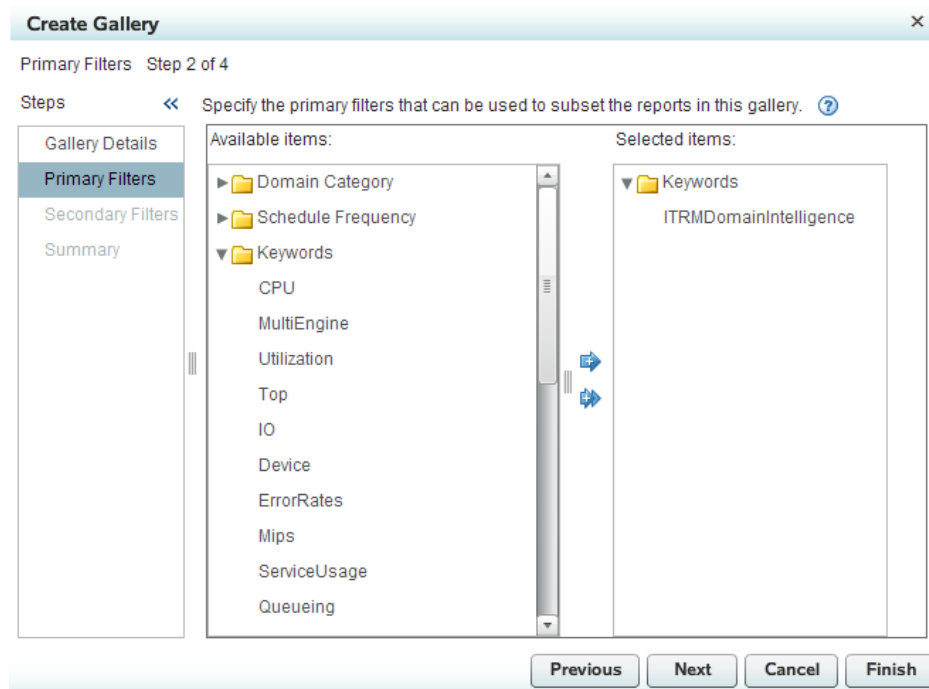 Create Gallery
Primary Filters Step 2 of 4
Steps
Specify the primary filters that can be used to subset the reports in this gallery.
Gallery Details
Primary Filters
Secondary Filters
Summary
Available items:
Domain Category
Schedule Frequency
Keywords
CPU
MultiEngine
Utilization
Top
IO
Device
ErrorRates
Mips
ServiceUsage
Queueing
Selected items:
Keywords
ITRMDomainIntelligence
Previous
Next
Cancel
Finish